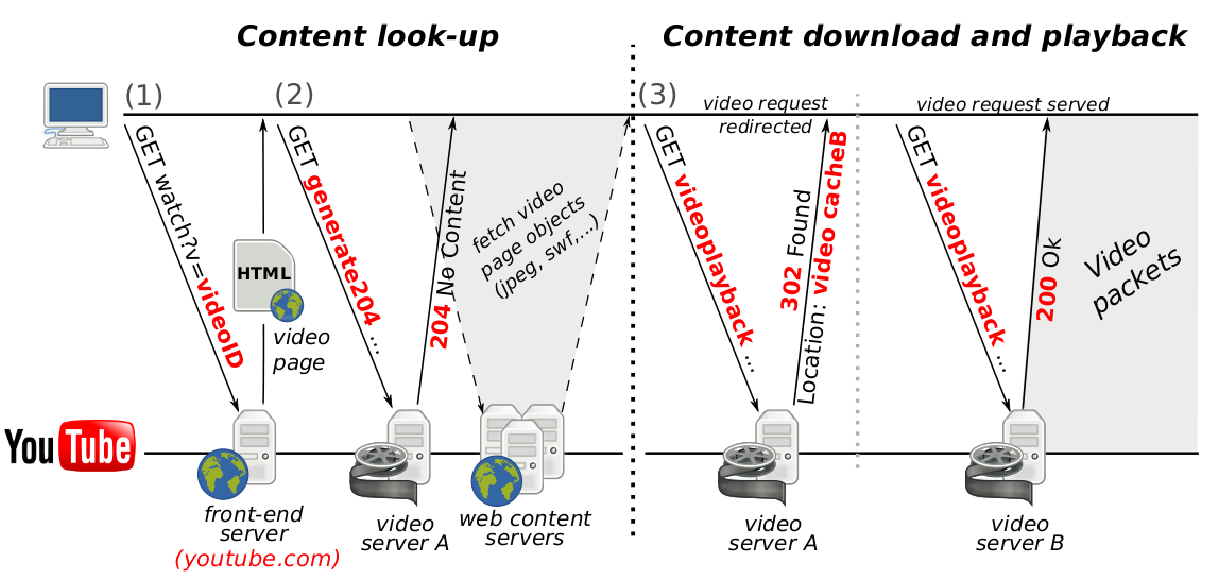 Content look-up
Content download and playback
(1)
(2)
(3)
video request
redirected
video request served
GET watch?v=videoID
HTML
video
page
GET generate204 ...
204 No Content
fetch video
page objects
(jpeg, swf,...)
GET videoplayback ...
302 Found
Location: video cacheB
GET videoplayback ...
200 Ok
Video
packets
YouTube
front-end
server
(youtube.com)
video
server A
web content
servers
video
server A
video
server B